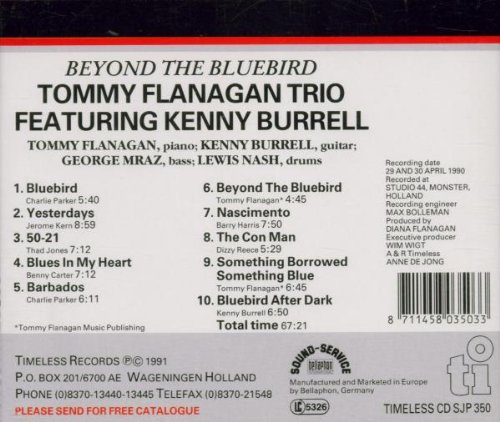 BEYOND THE BLUEBIRD
TOMMY FLANAGAN TRIO
FEATURING KENNY BURRELL
TOMMY FLANAGAN, piano; KENNY BURRELL, guitar;
GEORGE MRAZ, bass; LEWIS NASH, drums
1. Bluebird
Charlie Parker 5:40
2. Yesterdays
Jerome Kern 8:59
3. 50-21
Thad Jones 7:12
4. Blues In My Heart
Benny Carter 7:12
5. Barbados
Charlie Parker 6:11
*Tommy Flanagan Music Publishing
6. Beyond The Bluebird
Tommy Flanagan* 4:45
7. Nascimento
Barry Harris 7:50
8. The Con Man
Dizzy Reece 5:29
9. Something Borrowed
Something Blue
Tommy Flanagan* 6:45
10. Bluebird After Dark
Kenny Burrell 6:50
Total time 67:21
Recording date
29 AND 30 APRIL 1990
Recorded at
STUDIO 44, MONSTER,
HOLLAND
Recording engineer
MAX BOLLEMAN
Produced by
DIANA FLANAGAN
Executive producer
WIM WIGT
A & R Timeless
ANNE DE JONG
8 711458 035033
TIMELESS RECORDS ℗© 1991
P.O. BOX 201/6700 AE WAGENINGEN HOLLAND
PHONE (0)8370-13440-13445 TELEFAX (0)8370-21548
PLEASE SEND FOR FREE CATALOGUE
SOUND-SERVICE
bellaphon
Manufactured and Marketed in Europe
by Bellaphon, Germany
LC 5326
ti
TIMELESS CD SJP 350